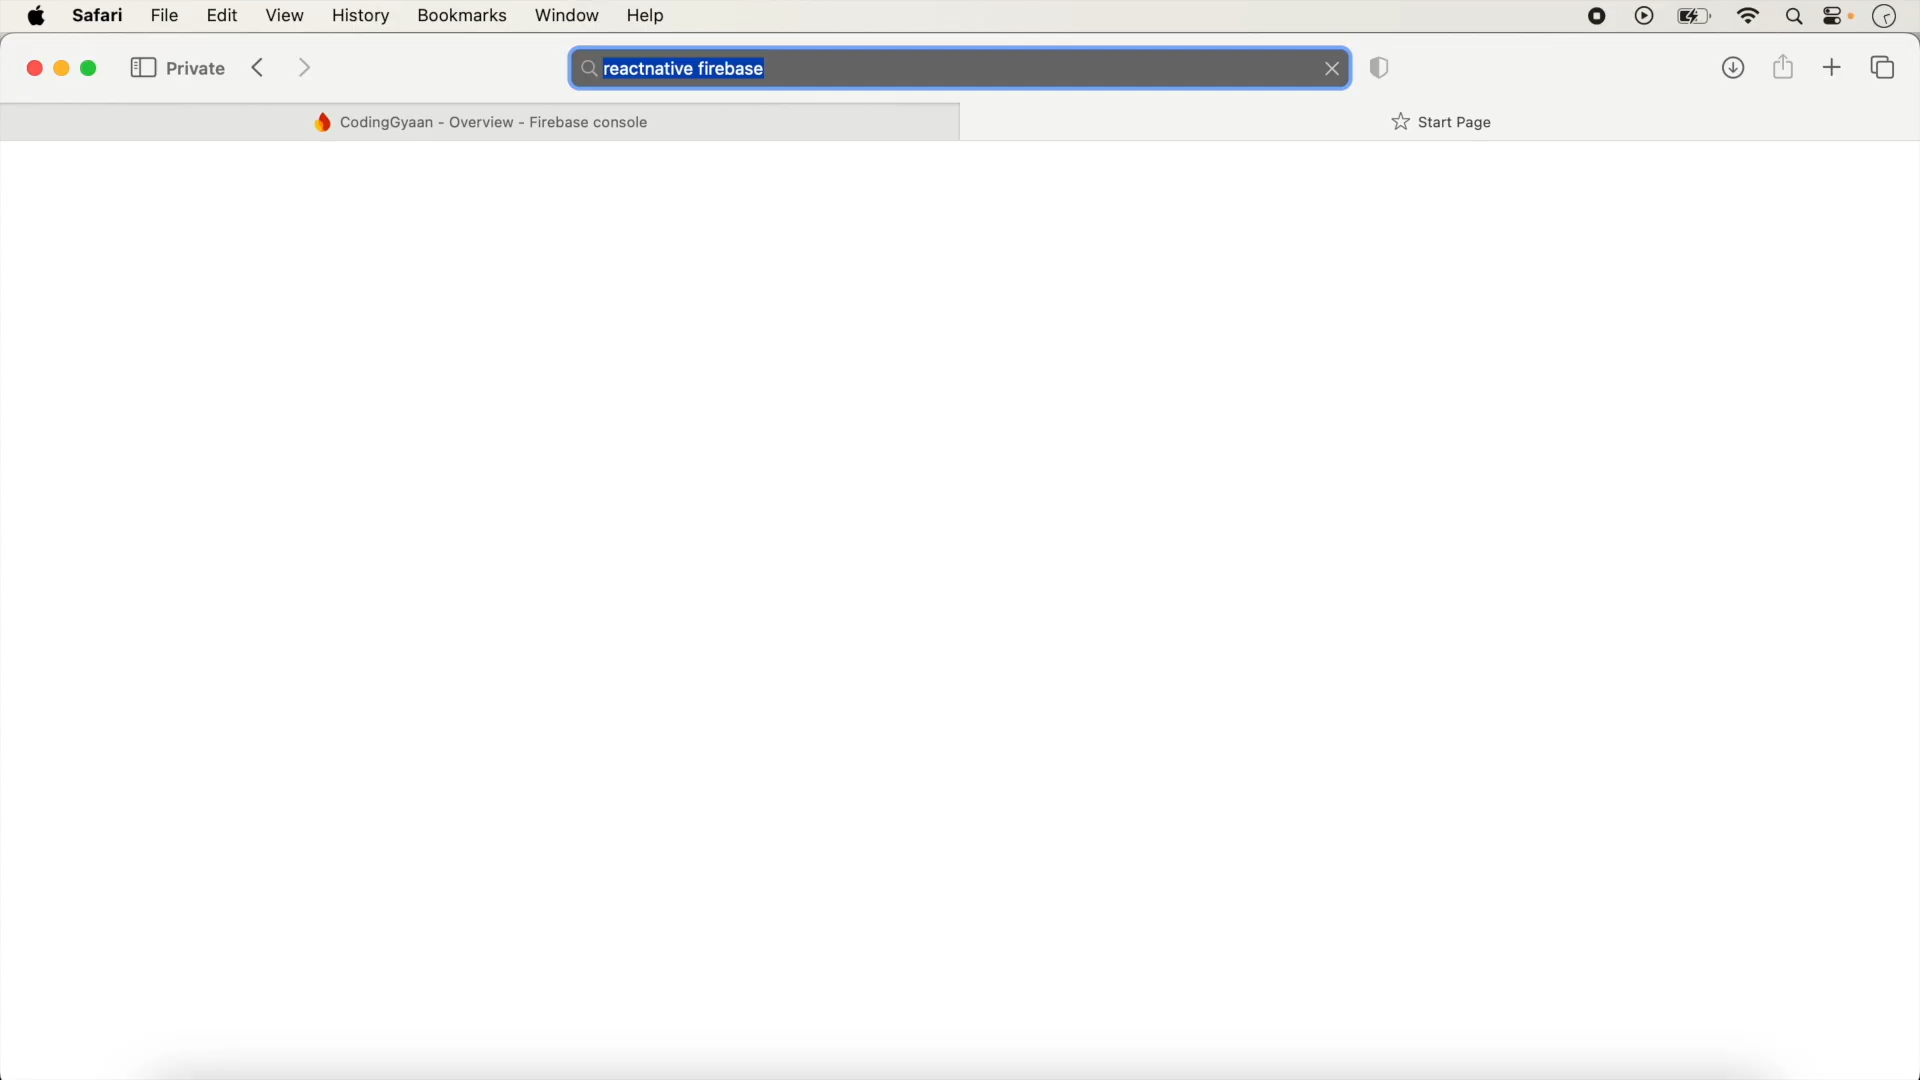 Safari File Edit View History Bookmarks Window Help
Private
reactnative firebase
CodingGyaan - Overview - Firebase console
Start Page